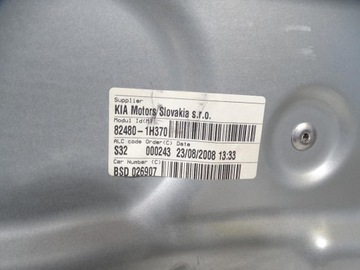 Supplier
KIA Motors Slovakia s.r.o.
Modul Id(M)
82480-1H370
ALC code Order(C) Date
S32 000243 23/08/2008 13:33
Car Number (C)
BSD 026907